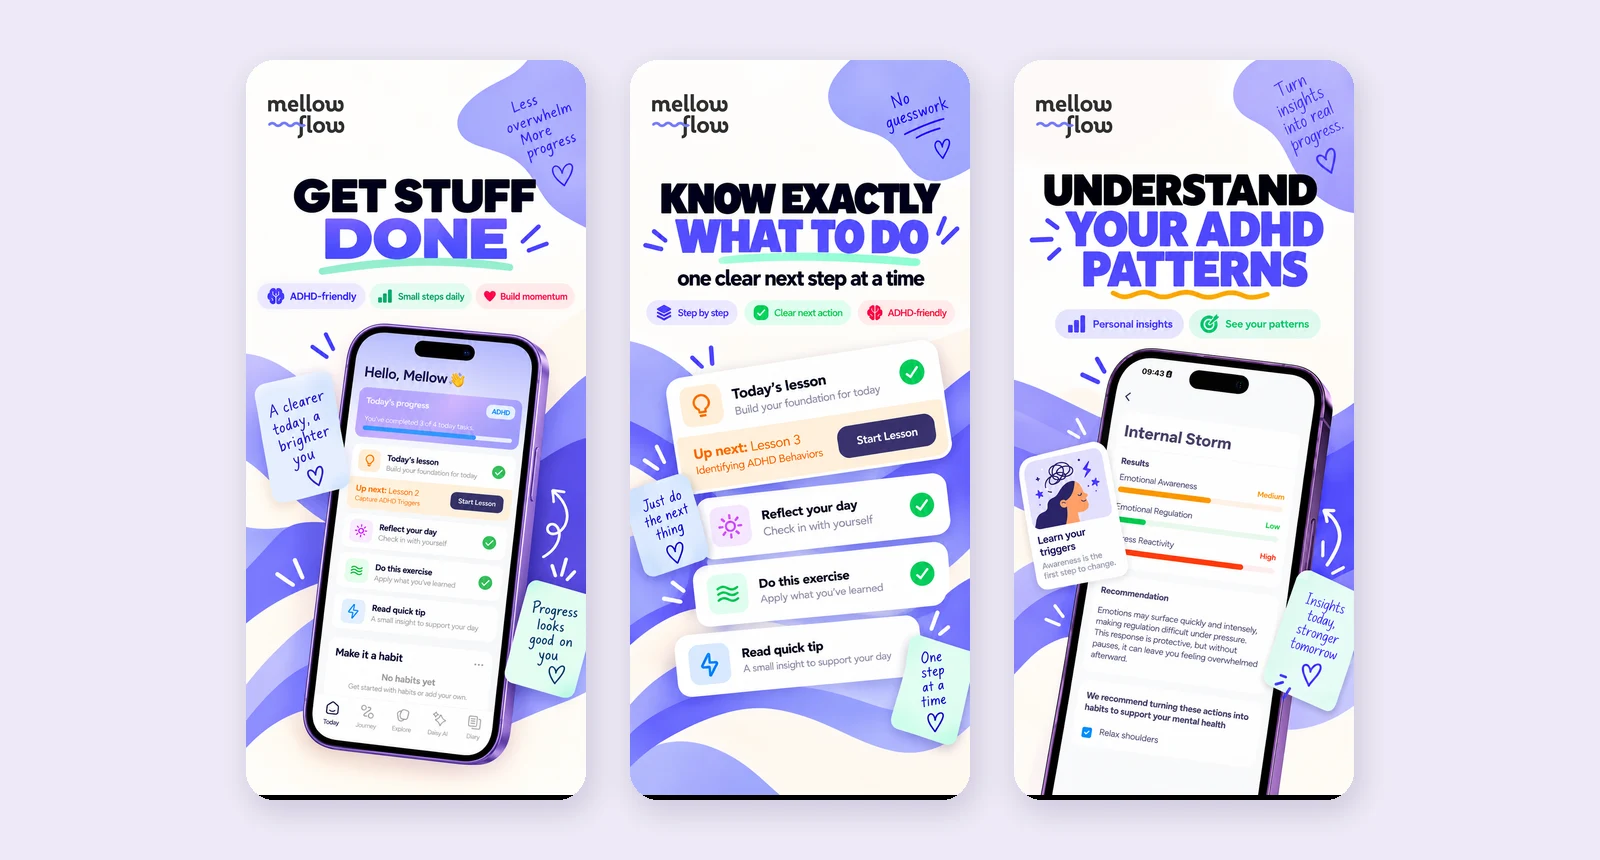 mellow
flow
Less
overwhelm
More
progress
GET STUFF
DONE
ADHD-friendly
Small steps daily
Build momentum
A clearer
today, a
brighter
you
Hello, Mellow👋
Today's progress
ADHD
You've completed 3 of 4 today tasks.
Today's lesson
Build your foundation for today
Up next: Lesson 2
Capture ADHD Triggers
Start Lesson
Reflect your day
Check in with yourself
Do this exercise
Apply what you've learned
Read quick tip
A small insight to support your day
Make it a habit
...
No habits yet
Get started with habits or add your own.
Today
Journey
Explore
Daisy AI
Diary
Progress
looks
good on
you
mellow
flow
No
guesswork
KNOW EXACTLY
WHAT TO DO
one clear next step at a time
Step by step
Clear next action
ADHD-friendly
Today's lesson
Build your foundation for today
Up next: Lesson 3
Identifying ADHD Behaviors
Start Lesson
Just do
the next
thing
Reflect your day
Check in with yourself
Do this exercise
Apply what you've learned
Read quick tip
A small insight to support your day
One
step
at a
time
mellow
flow
Turn
insights
into real
progress.
UNDERSTAND
YOUR ADHD
PATTERNS
Personal insights
See your patterns
09:43
Internal Storm
Results
Emotional Awareness
Medium
Emotional Regulation
Low
ess Reactivity
High
Learn your
triggers
Awareness is the
first step to change.
Recommendation
Emotions may surface quickly and intensely,
making regulation difficult under pressure.
This response is protective, but without
pauses, it can leave you feeling overwhelmed
afterward.
Insights
today,
stronger
tomorrow
We recommend turning these actions into
habits to support your mental health
Relax shoulders